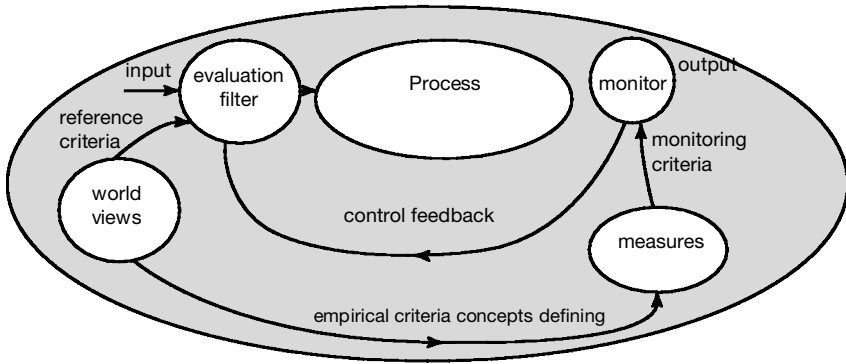 input
evaluation
filter
Process
monitor
output
reference
criteria
monitoring
criteria
world
views
control feedback
measures
empirical criteria concepts defining